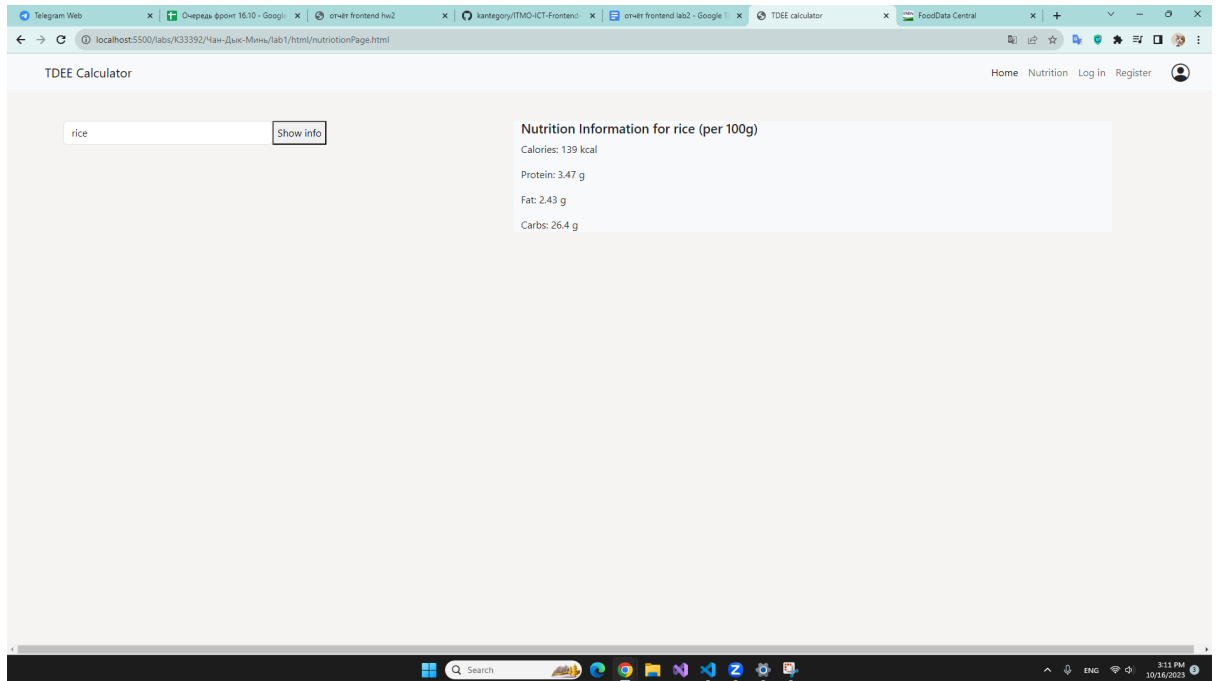 Telegram Web
Очередь фронт 16.10 - Googl
отчёт frontend hw2
kantegory/ITMO-ICT-Frontend-
отчёт frontend lab2 - Google
TDEE calculator
FoodData Central
localhost:5500/labs/K33392/Чан-Дык-Минь/lab1/html/nutriotionPage.html
TDEE Calculator
Home Nutrition Log in Register
rice
Show info
Nutrition Information for rice (per 100g)
Calories: 139 kcal
Protein: 3.47 g
Fat: 2.43 g
Carbs: 26.4 g
Search
ENG
3:11 PM
10/16/2023